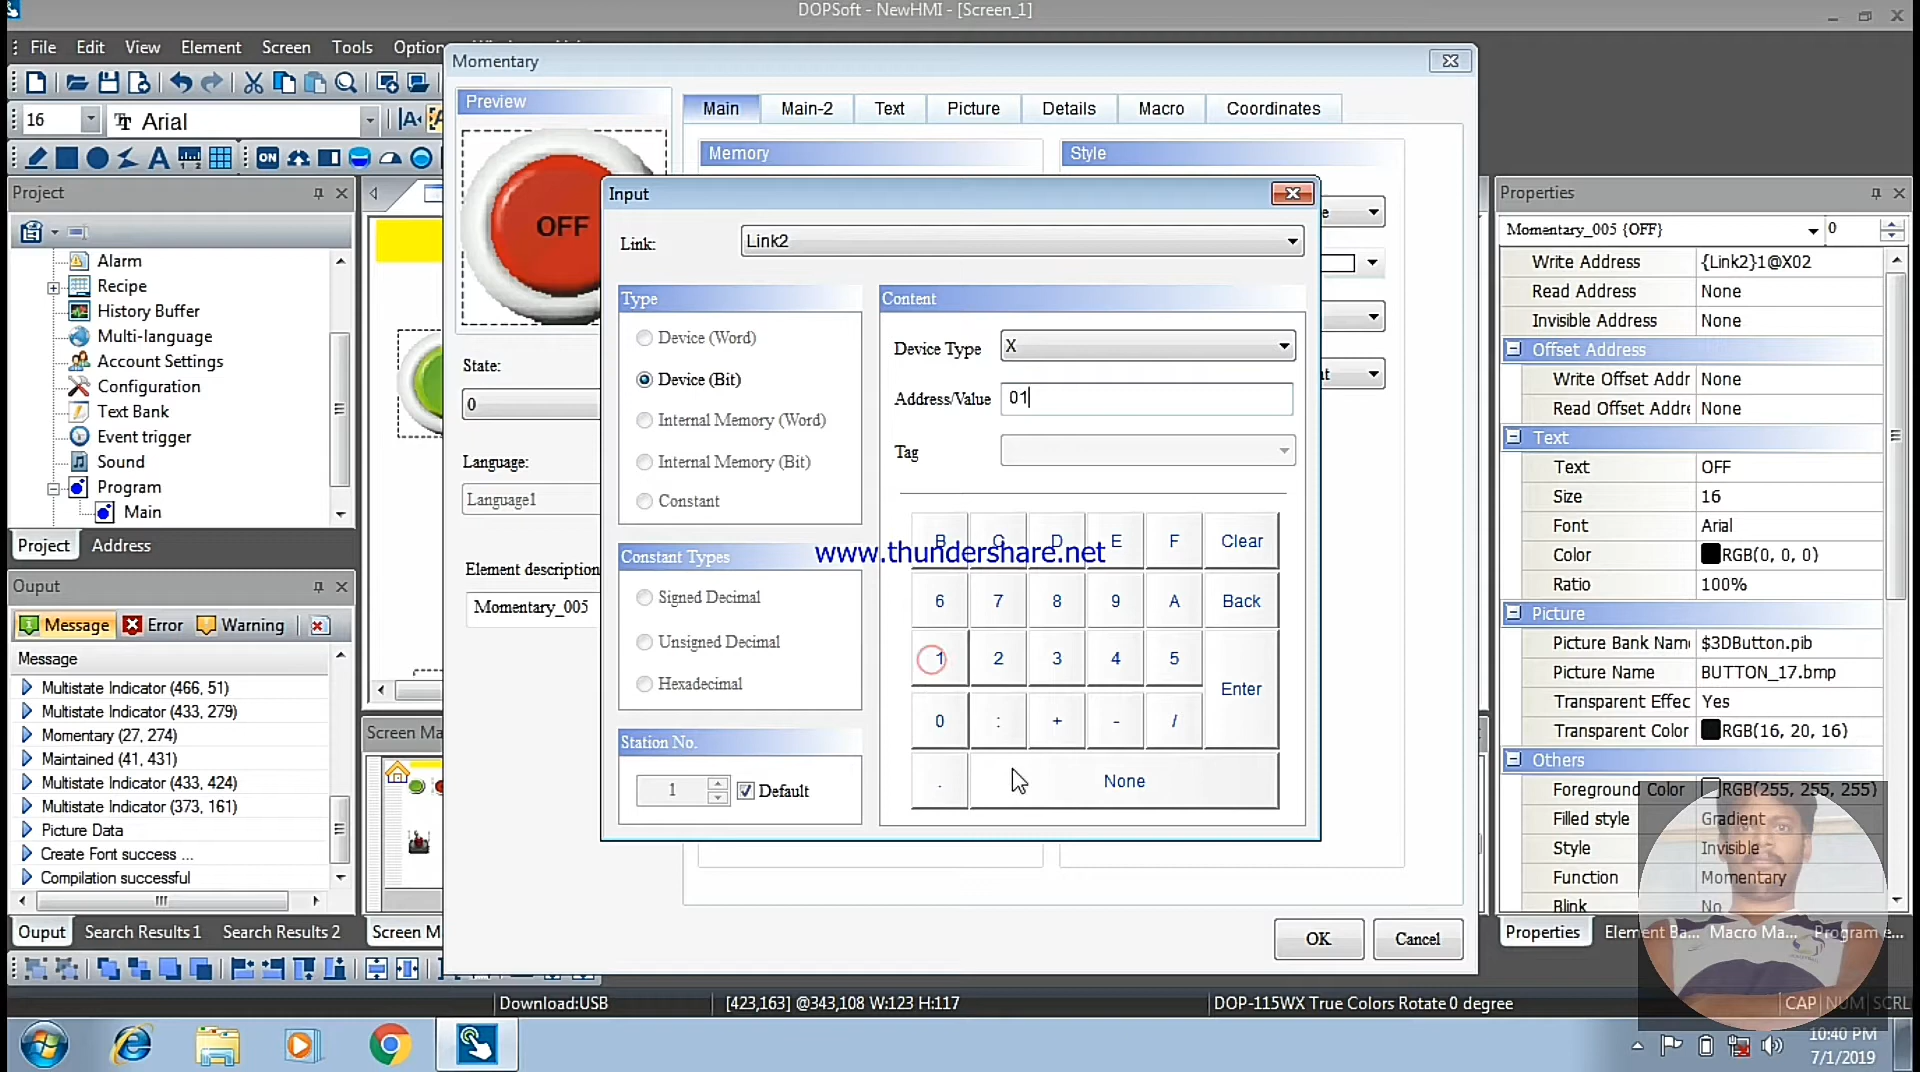 DOPSoft - NewHMI - [Screen_1]
File Edit View Element Screen Tools Option
16 Arial
Project
Alarm
Recipe
History Buffer
Multi-language
Account Settings
Configuration
Text Bank
Event trigger
Sound
Program
Main
Project Address
Ouput
Message Error Warning
Message
Multistate Indicator (466, 51)
Multistate Indicator (433, 279)
Momentary (27, 274)
Maintained (41, 431)
Multistate Indicator (433, 424)
Multistate Indicator (373, 161)
Picture Data
Create Font success ...
Compilation successful
Ouput Search Results 1 Search Results 2
Screen Ma
Screen M
Momentary
Preview
OFF
State:
0
Language:
Language1
Element description
Momentary_005
Main Main-2 Text Picture Details Macro Coordinates
Memory Style
Input
Link: Link2
Type
Device (Word)
Device (Bit)
Internal Memory (Word)
Internal Memory (Bit)
Constant
Constant Types
Signed Decimal
Unsigned Decimal
Hexadecimal
Station No.
1 Default
Content
Device Type X
Address/Value 01
Tag
B C D E F Clear
www.thundershare.net
6 7 8 9 A Back
1 2 3 4 5
Enter
0 : + - /
. None
OK Cancel
Properties
Momentary_005 {OFF} 0
Write Address {Link2}1@X02
Read Address None
Invisible Address None
Offset Address
Write Offset Addr None
Read Offset Addre None
Text
Text OFF
Size 16
Font Arial
Color RGB(0, 0, 0)
Ratio 100%
Picture
Picture Bank Name $3DButton.pib
Picture Name BUTTON_17.bmp
Transparent Effec Yes
Transparent Color RGB(16, 20, 16)
Others
Foreground Color RGB(255, 255, 255)
Filled style Gradient
Style Invisible
Function Momentary
Blink No
Properties Element Ba... Macro Ma... Program e...
Download:USB [423,163] @343,108 W:123 H:117 DOP-115WX True Colors Rotate 0 degree CAP NUM SCRL
10:40 PM
7/1/2019